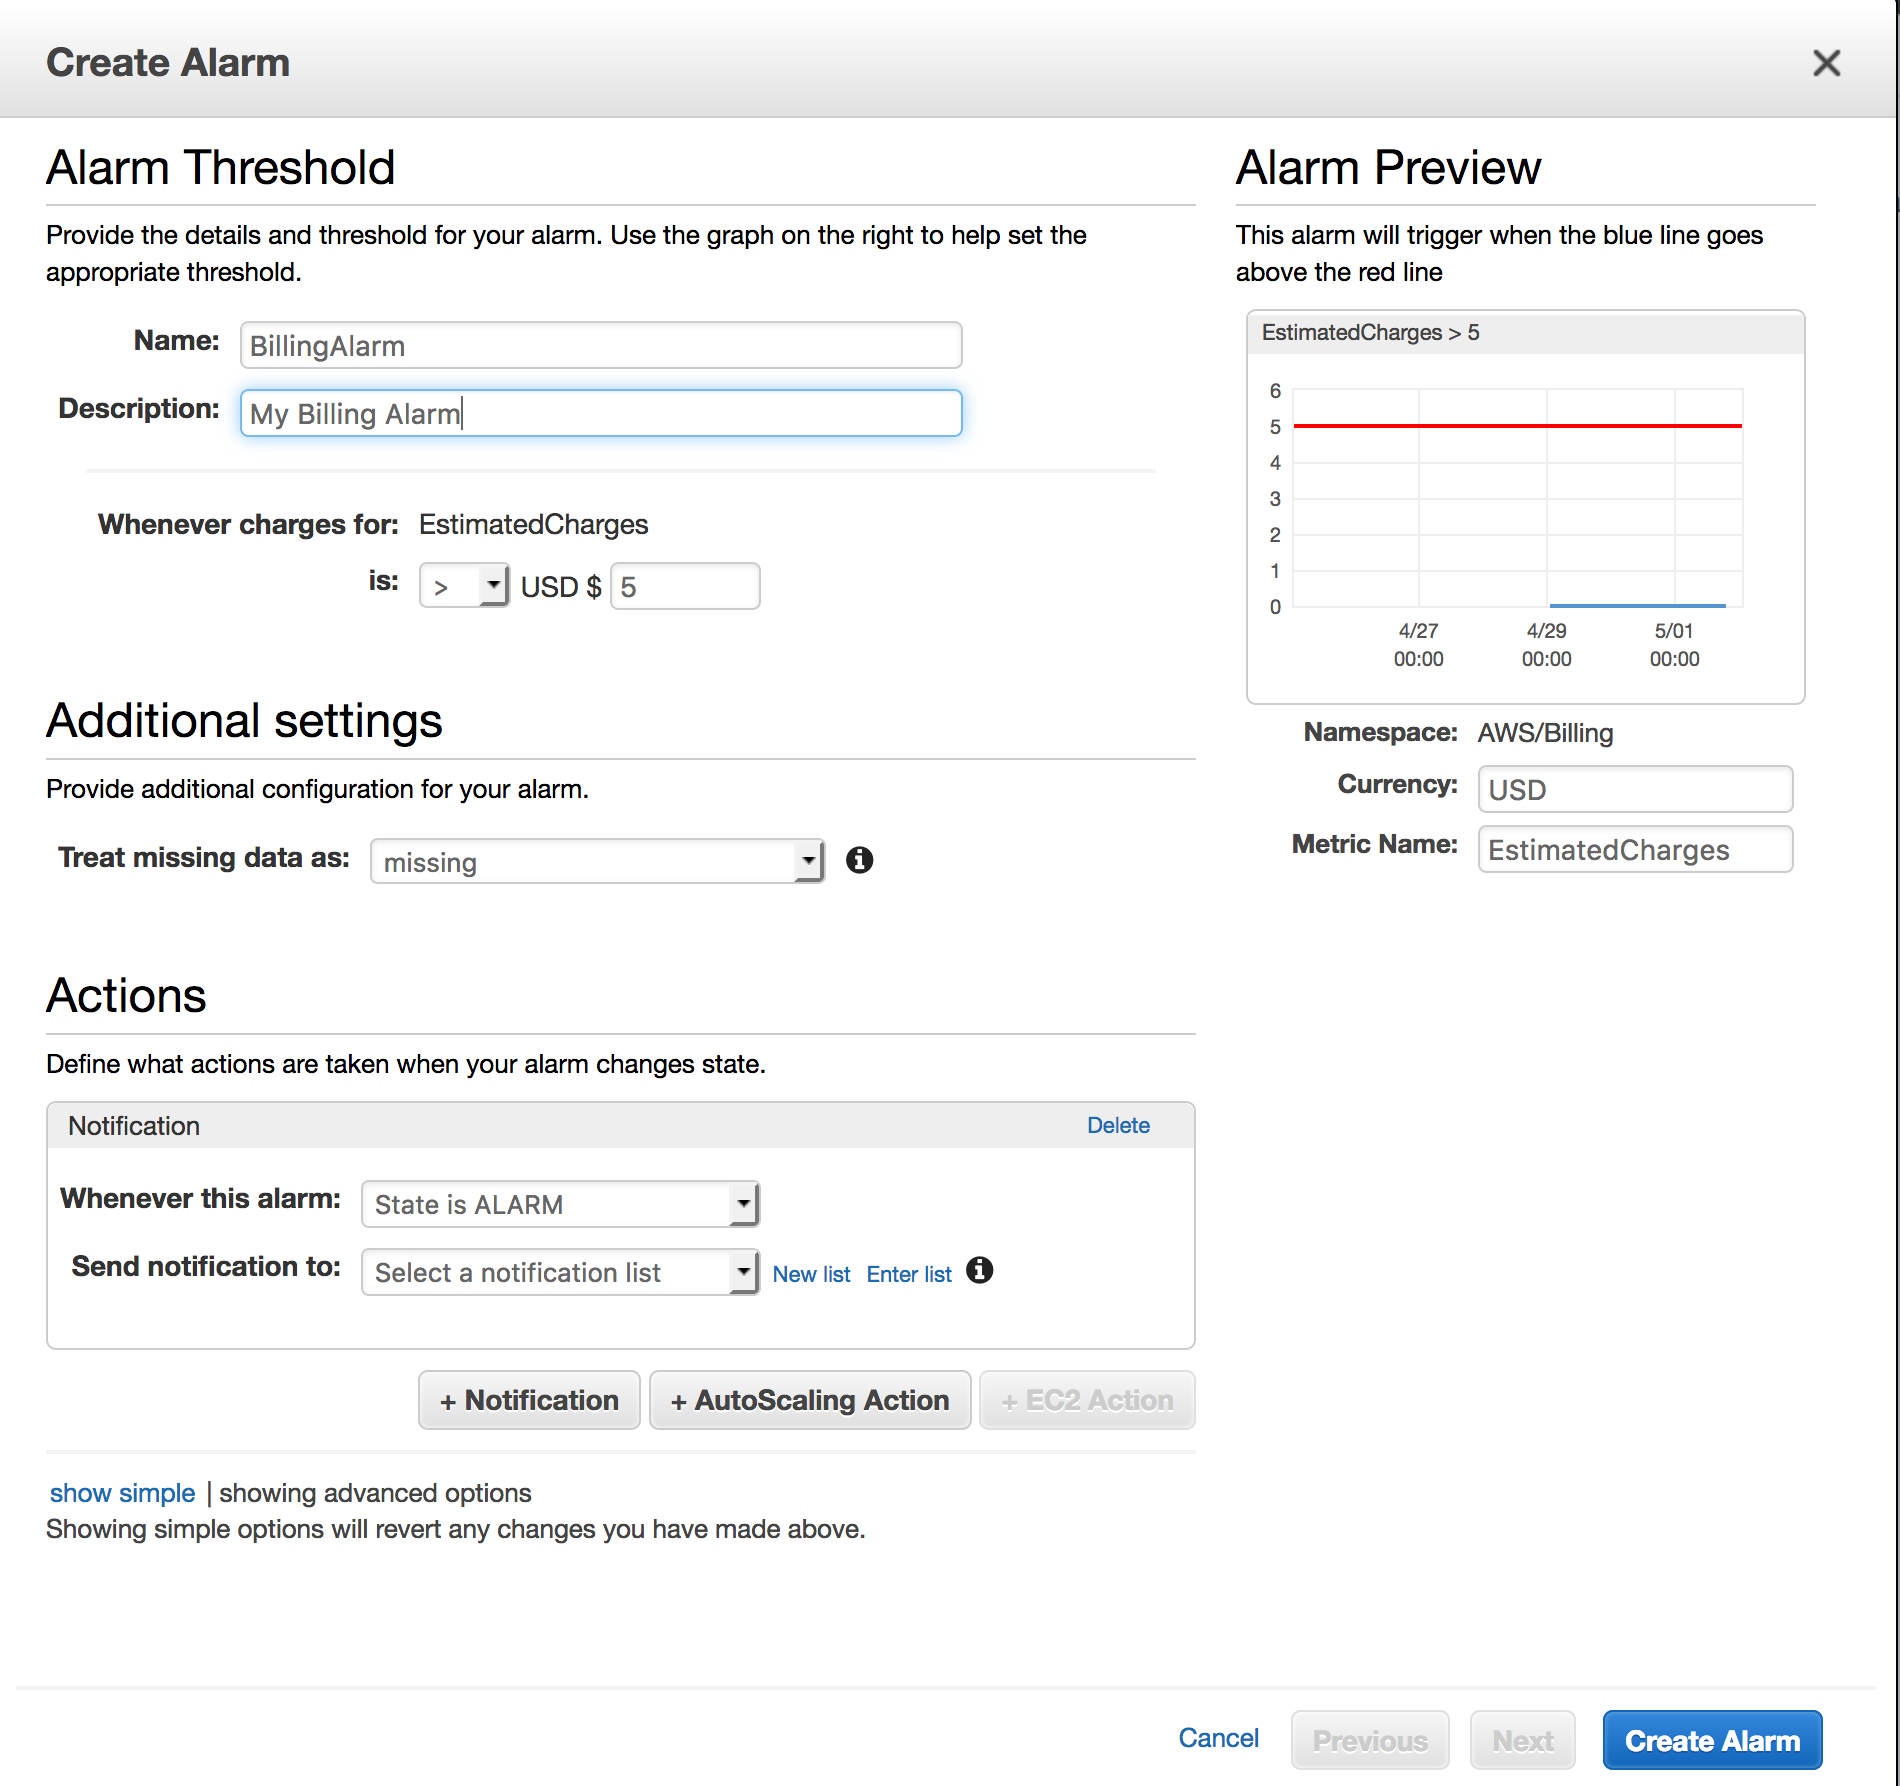 Create Alarm
Alarm Threshold
Provide the details and threshold for your alarm. Use the graph on the right to help set the
appropriate threshold.
Name: BillingAlarm
Description: My Billing Alarm
Whenever charges for: EstimatedCharges
is: > USD $ 5
Additional settings
Provide additional configuration for your alarm.
Treat missing data as: missing
Actions
Define what actions are taken when your alarm changes state.
Notification Delete
Whenever this alarm: State is ALARM
Send notification to: Select a notification list New list Enter list
+ Notification + AutoScaling Action + EC2 Action
show simple | showing advanced options
Showing simple options will revert any changes you have made above.
Alarm Preview
This alarm will trigger when the blue line goes
above the red line
EstimatedCharges > 5
6
5
4
3
2
1
0
4/27 4/29 5/01
00:00 00:00 00:00
Namespace: AWS/Billing
Currency: USD
Metric Name: EstimatedCharges
Cancel Previous Next Create Alarm